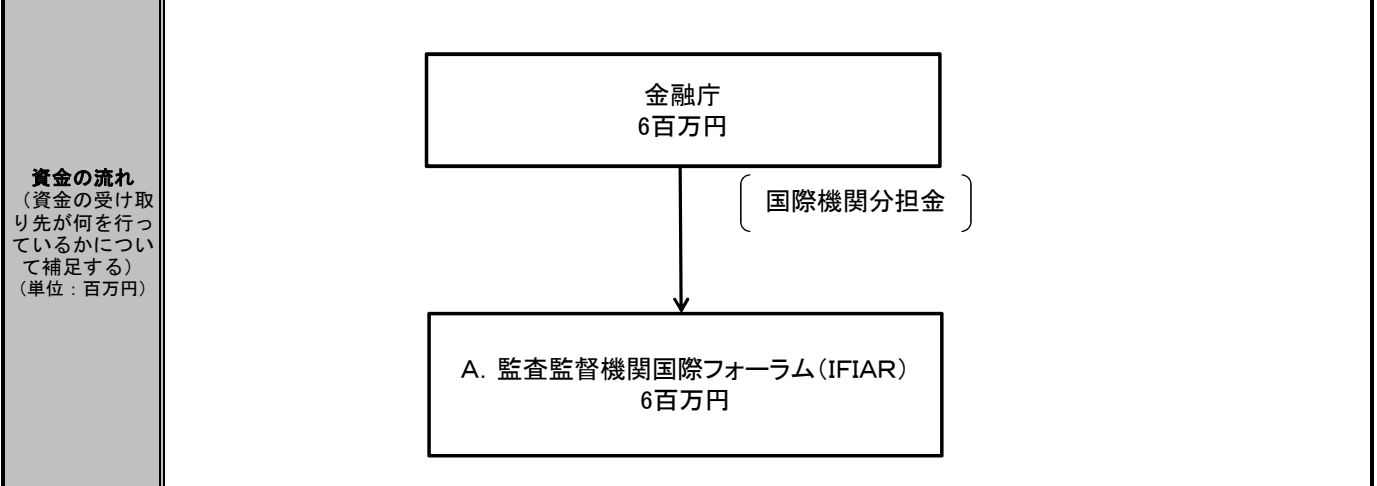 資金の流れ
（資金の受け取
り先が何を行っ
ているかについ
て補足する）
（単位：百万円）
金融庁
6百万円
国際機関分担金
Ａ．監査監督機関国際フォーラム（IFIAR）
6百万円